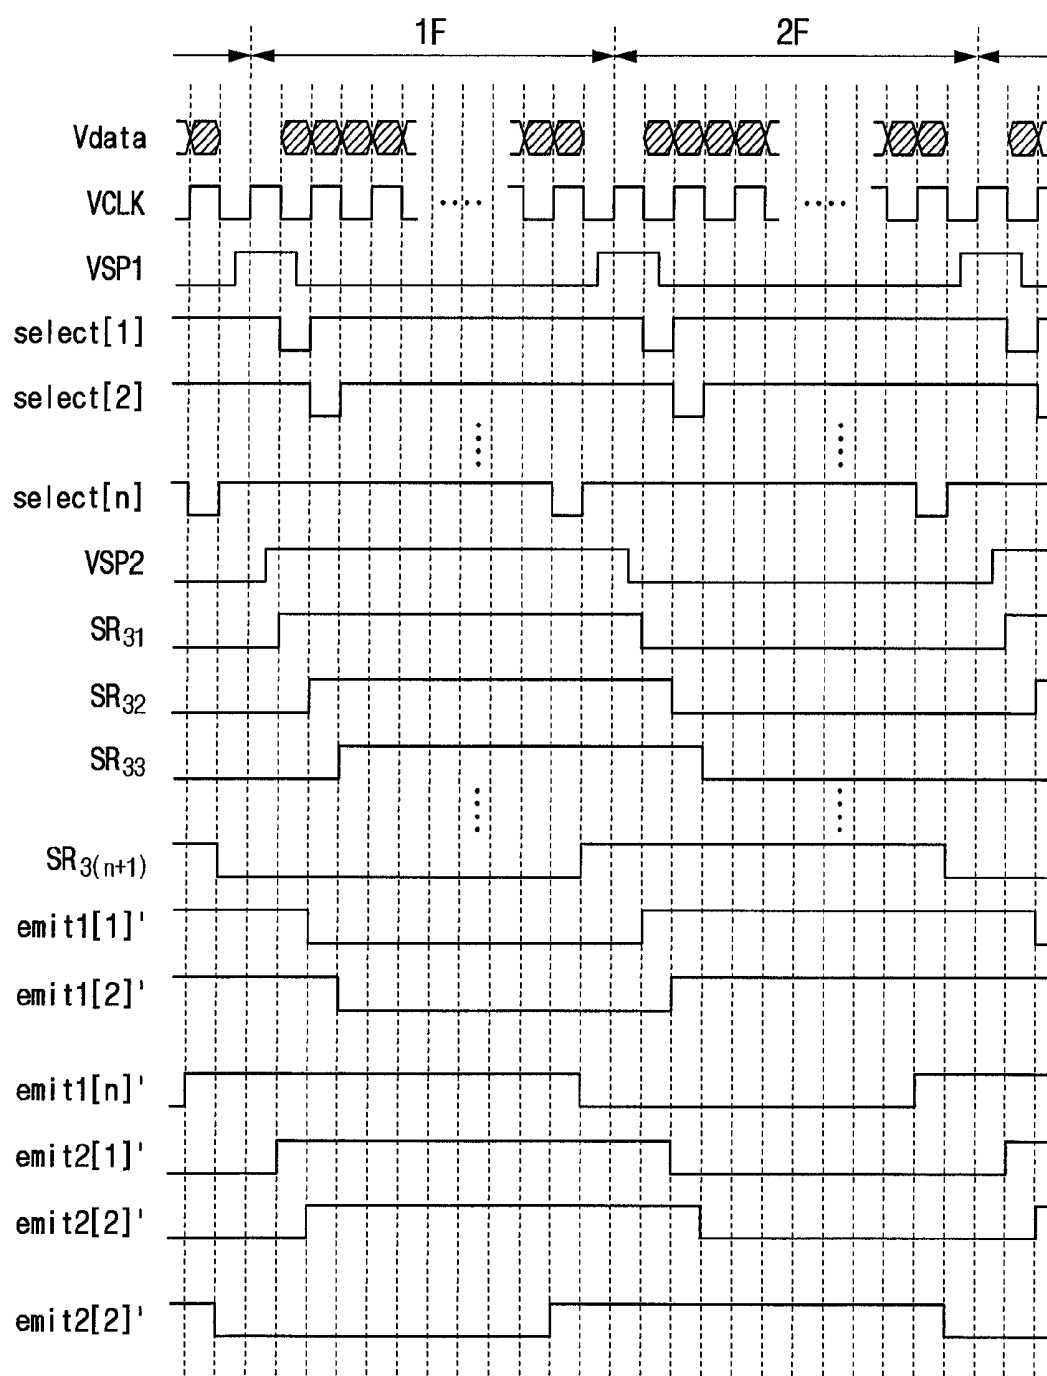 1F 2F
Vdata
VCLK
VSP1
select[1]
select[2]
select[n]
VSP2
SR31
SR32
SR33
SR3(n+1)
emit1[1]'
emit1[2]'
emit1[n]'
emit2[1]'
emit2[2]'
emit2[2]'